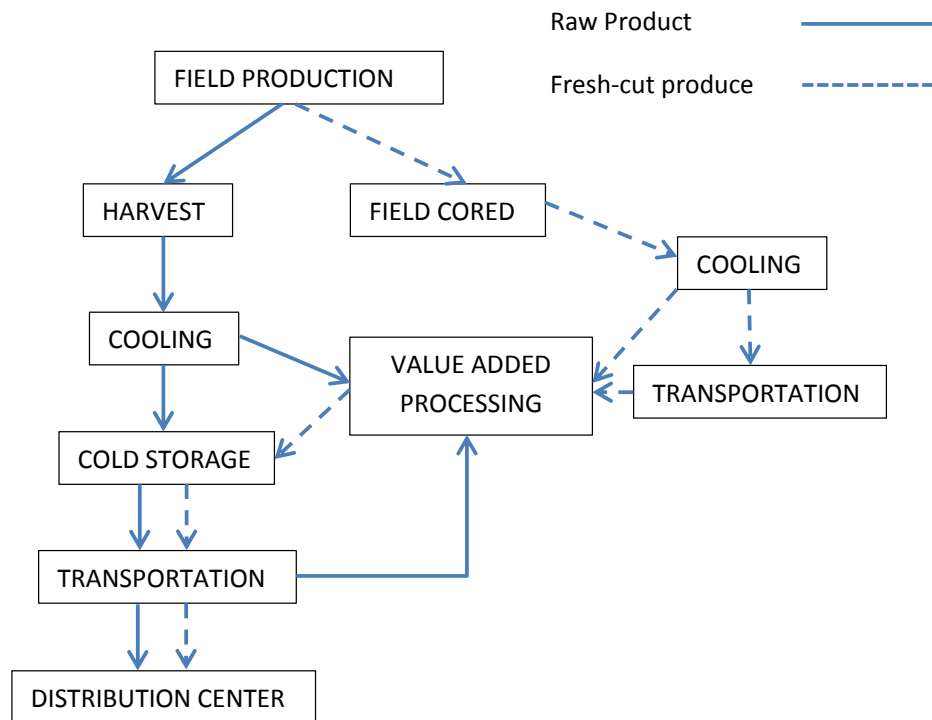 Raw Product
FIELD PRODUCTION
Fresh-cut produce
HARVEST
FIELD CORED
COOLING
COOLING
VALUE ADDED
PROCESSING
TRANSPORTATION
COLD STORAGE
TRANSPORTATION
DISTRIBUTION CENTER